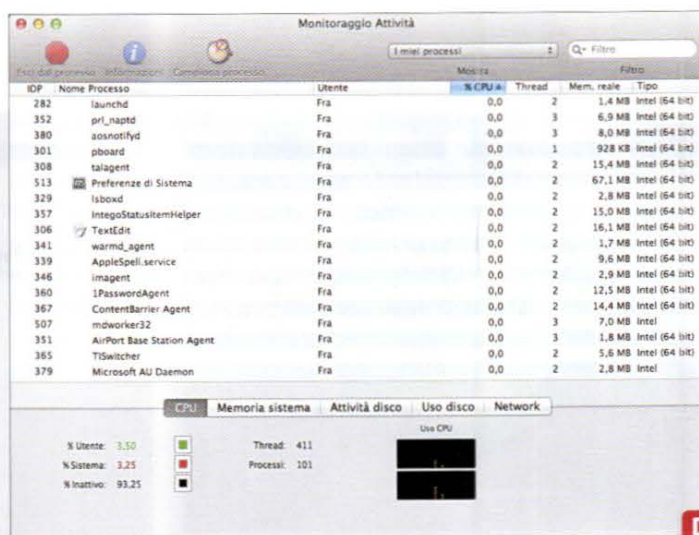 Monitoraggio Attività
I miei processi
Filtro
Esci dal processo Informazioni Campiona processo
Mostra
Filtro
IDP Nome Processo Utente % CPU Thread Mem. reale Tipo
282 launchd Fra 0,0 2 1,4 MB Intel (64 bit)
352 prl_naptd Fra 0,0 3 6,9 MB Intel (64 bit)
380 aosnotifyd Fra 0,0 3 8,0 MB Intel (64 bit)
301 pboard Fra 0,0 1 928 KB Intel (64 bit)
308 talagent Fra 0,0 2 15,4 MB Intel (64 bit)
513 Preferenze di Sistema Fra 0,0 2 67,1 MB Intel (64 bit)
329 lsboxd Fra 0,0 2 2,8 MB Intel (64 bit)
357 IntegoStatusitemHelper Fra 0,0 2 15,0 MB Intel (64 bit)
306 TextEdit Fra 0,0 2 16,1 MB Intel (64 bit)
341 warmd_agent Fra 0,0 2 1,7 MB Intel (64 bit)
339 AppleSpell.service Fra 0,0 2 9,6 MB Intel (64 bit)
346 imagent Fra 0,0 2 2,9 MB Intel (64 bit)
360 1PasswordAgent Fra 0,0 2 12,5 MB Intel (64 bit)
367 ContentBarrier Agent Fra 0,0 2 14,4 MB Intel (64 bit)
507 mdworker32 Fra 0,0 3 7,0 MB Intel
351 AirPort Base Station Agent Fra 0,0 3 1,8 MB Intel (64 bit)
365 TISwitcher Fra 0,0 2 5,6 MB Intel (64 bit)
379 Microsoft AU Daemon Fra 0,0 2 2,8 MB Intel
CPU Memoria sistema Attività disco Uso disco Network
Uso CPU
% Utente: 3,50 Thread: 411
% Sistema: 3,25 Processi: 101
% Inattivo: 93,25